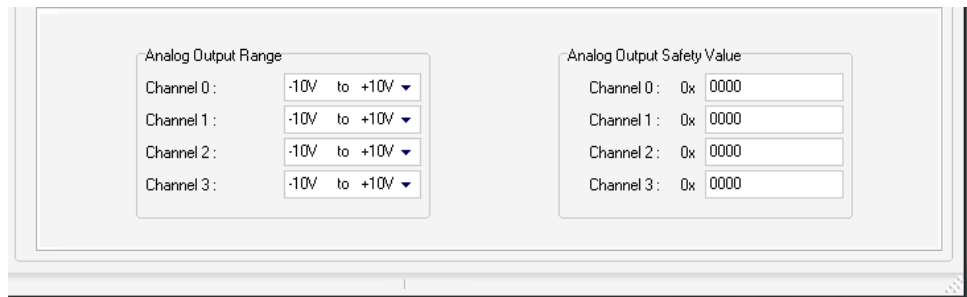 Analog Output Range
Channel 0 : -10V to +10V
Channel 1 : -10V to +10V
Channel 2 : -10V to +10V
Channel 3 : -10V to +10V
Analog Output Safety Value
Channel 0 : 0x 0000
Channel 1 : 0x 0000
Channel 2 : 0x 0000
Channel 3 : 0x 0000